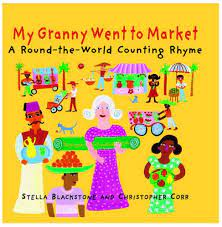 My Granny Went to Market
A Round-the-World Counting Rhyme
Stella Blackstone and Christopher Corr